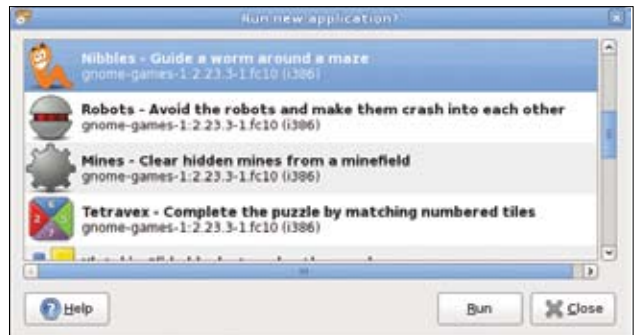 Run new application?
Nibbles - Guide a worm around a maze
gnome-games-1:2.23.3-1.fc10 (i386)
Robots - Avoid the robots and make them crash into each other
gnome-games-1:2.23.3-1.fc10 (i386)
Mines - Clear hidden mines from a minefield
gnome-games-1:2.23.3-1.fc10 (i386)
Tetravex - Complete the puzzle by matching numbered tiles
gnome-games-1:2.23.3-1.fc10 (i386)
Help
Run
Close